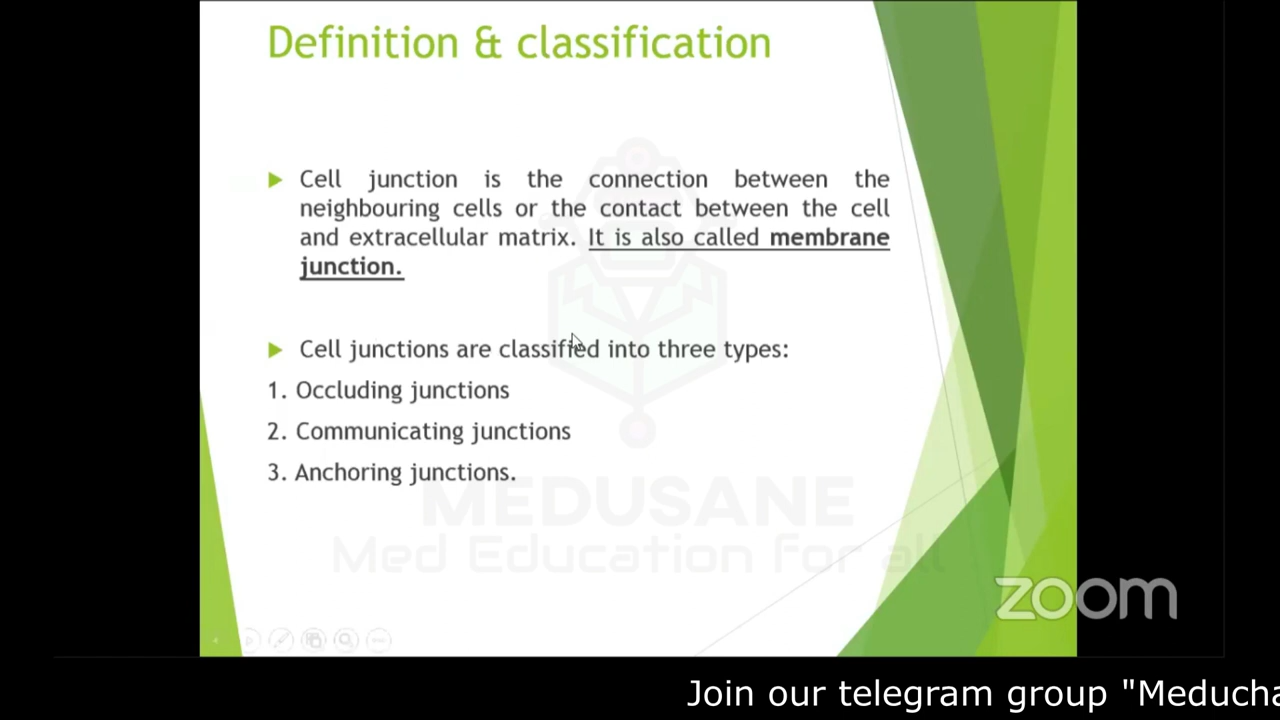 Definition & classification
Cell junction is the connection between the
neighbouring cells or the contact between the cell
and extracellular matrix. It is also called membrane
junction.
Cell junctions are classified into three types:
1. Occluding junctions
2. Communicating junctions
3. Anchoring junctions.
MEDUSANE
Med Education for all
zoom
4
Join our telegram group "Meducha